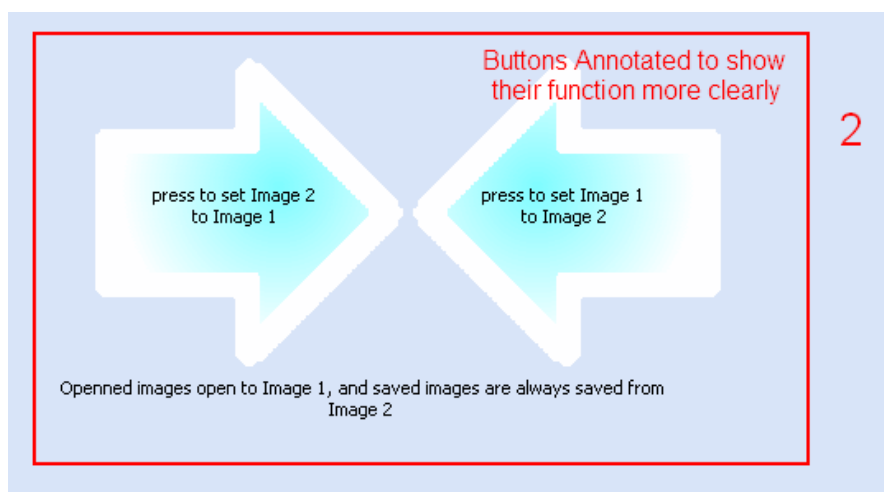 Buttons Annotated to show
their function more clearly
2
press to set Image 2
to Image 1
press to set Image 1
to Image 2
Openned images open to Image 1, and saved images are always saved from
Image 2